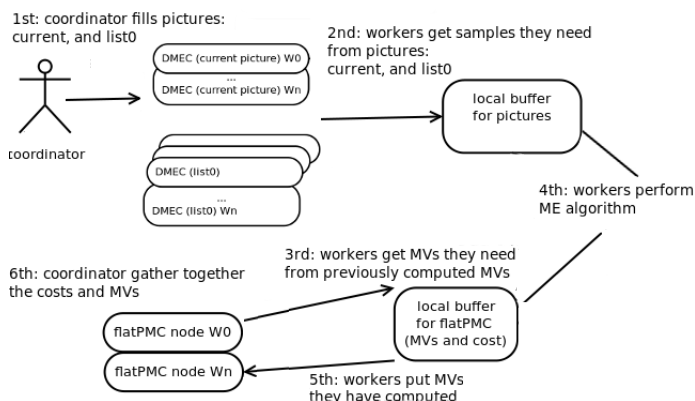 1st: coordinator fills pictures:
current, and list0
coordinator
DMEC (current picture) W0
...
DMEC (current picture) Wn
DMEC (list0)
...
DMEC (list0) Wn
2nd: workers get samples they need
from pictures:
current, and list0
local buffer
for pictures
4th: workers perform
ME algorithm
3rd: workers get MVs they need
from previously computed MVs
6th: coordinator gather together
the costs and MVs
flatPMC node W0
flatPMC node Wn
local buffer
for flatPMC
(MVs and cost)
5th: workers put MVs
they have computed